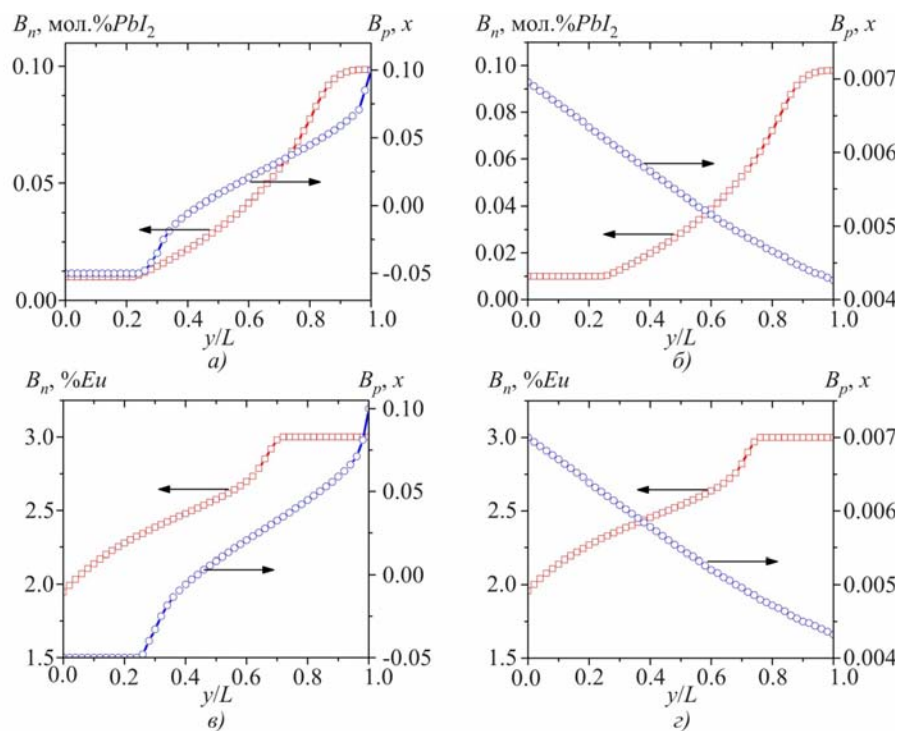 Bn, мол.%PbI2 Bp, x
0.10 0.10
0.05
0.05 0.00
0.00 -0.05
0.0 0.2 0.4 0.6 0.8 1.0
y/L
а)
Bn, мол.%PbI2 Bp, x
0.10 0.007
0.08
0.06 0.006
0.04 0.005
0.02
0.00 0.004
0.0 0.2 0.4 0.6 0.8 1.0
y/L
б)
Bn, %Eu Bp, x
3.0 0.10
2.5 0.05
2.0 0.00
1.5 -0.05
0.0 0.2 0.4 0.6 0.8 1.0
y/L
в)
Bn, %Eu Bp, x
3.0 0.007
2.5 0.006
2.0 0.005
1.5 0.004
0.0 0.2 0.4 0.6 0.8 1.0
y/L
г)